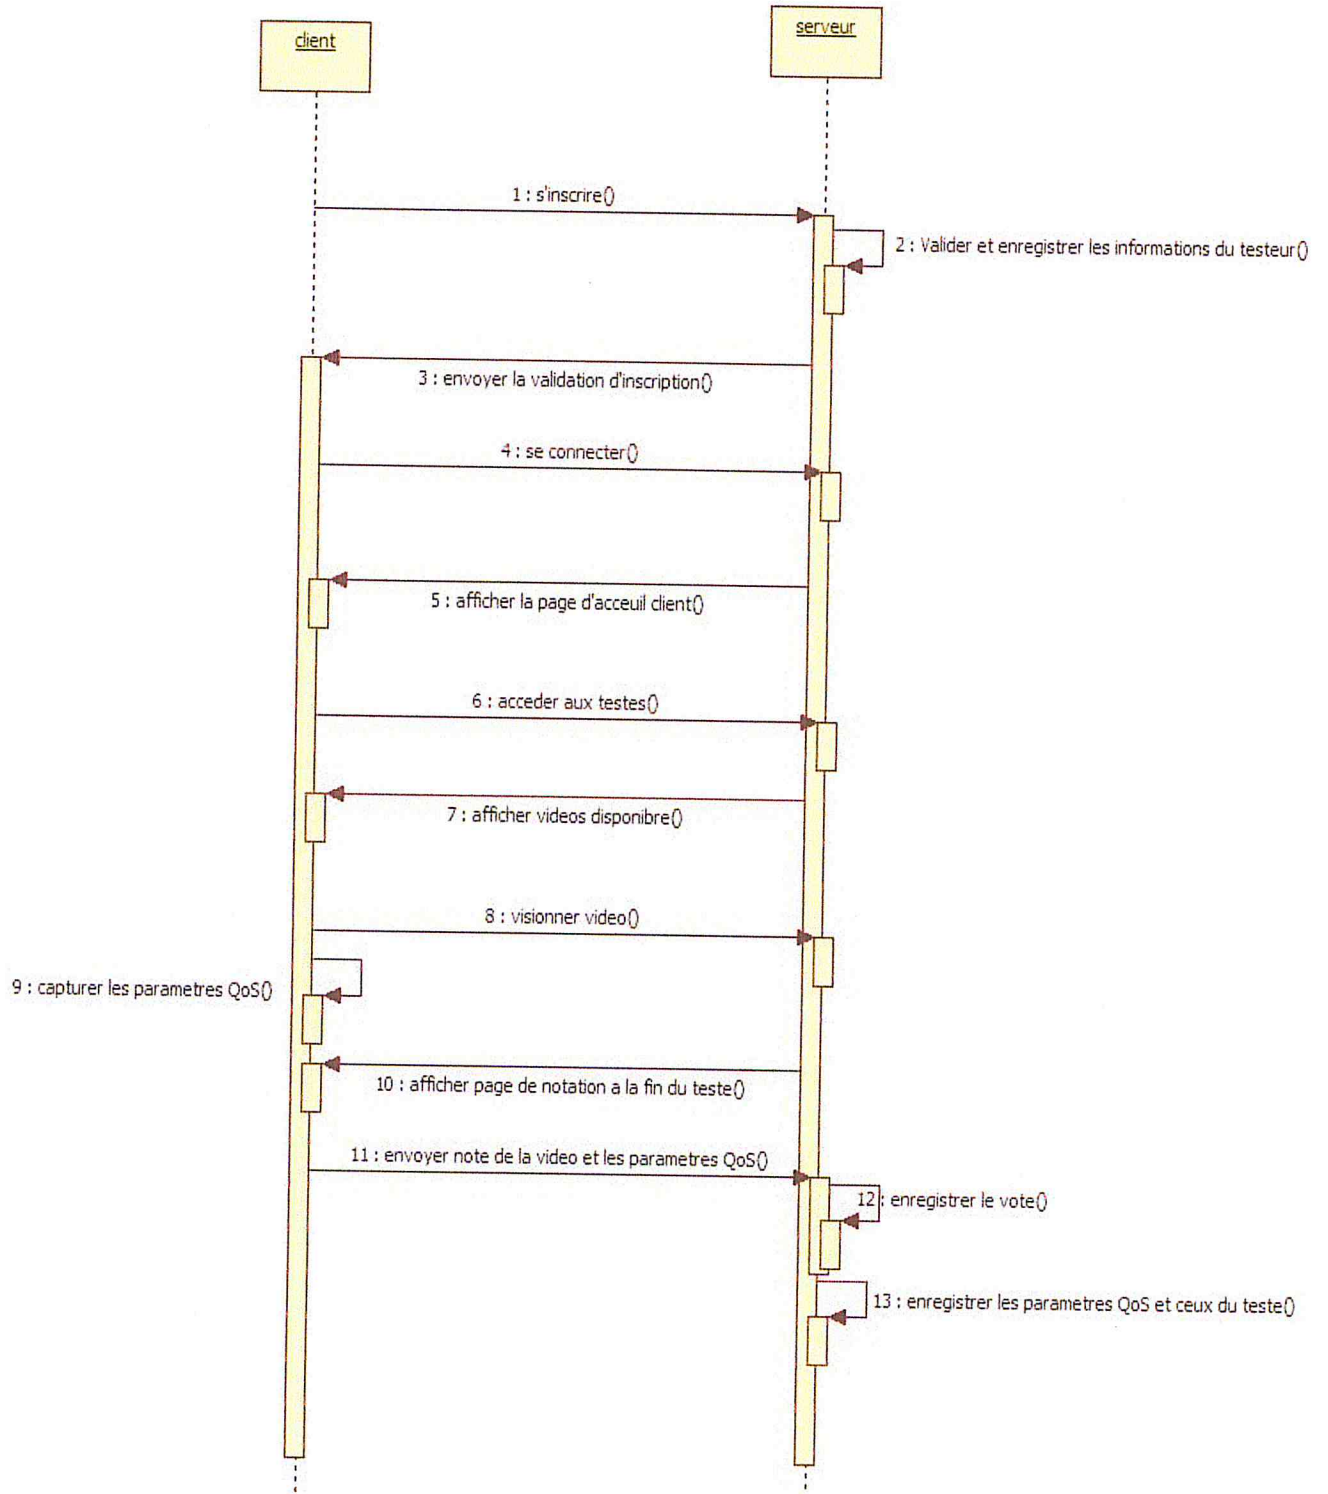 client
serveur
1 : s'inscrire()
2 : Valider et enregistrer les informations du testeur()
3 : envoyer la validation d'inscription()
4 : se connecter()
5 : afficher la page d'acceuil client()
6 : acceder aux testes()
7 : afficher videos disponibre()
8 : visionner video()
9 : capturer les parametres QoS()
10 : afficher page de notation a la fin du teste()
11 : envoyer note de la video et les parametres QoS()
12 : enregistrer le vote()
13 : enregistrer les parametres QoS et ceux du teste()